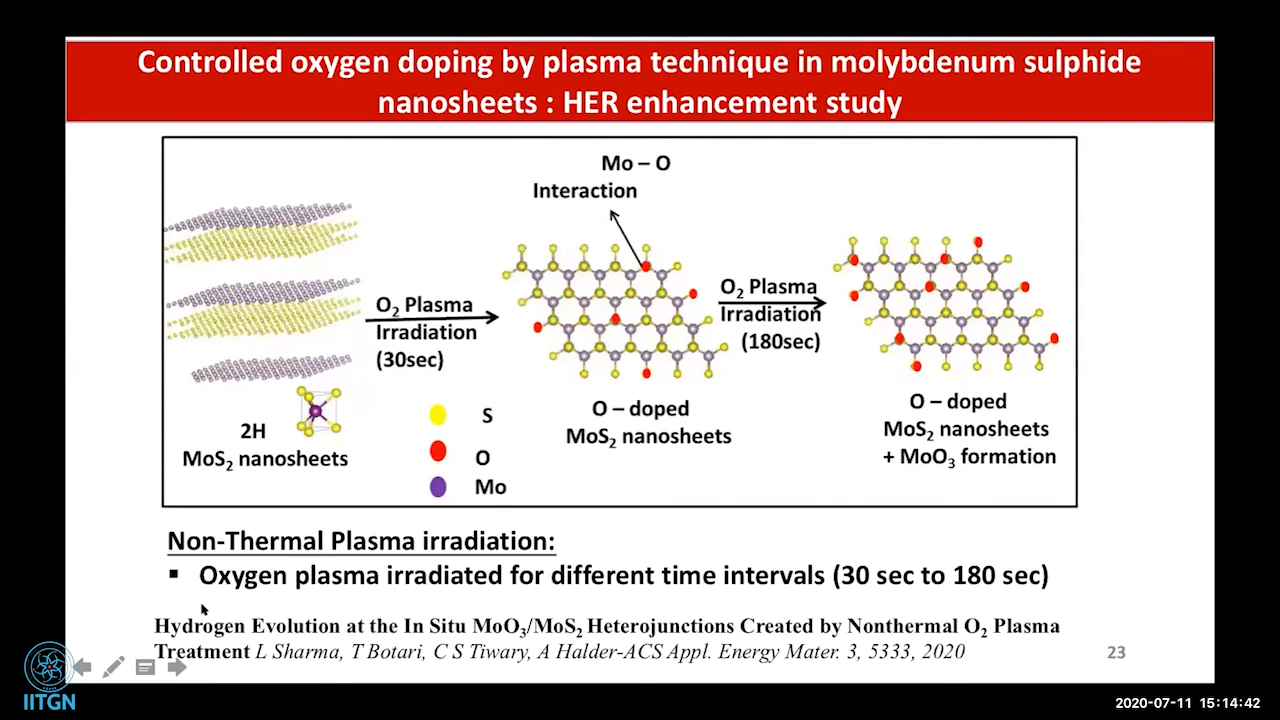 Controlled oxygen doping by plasma technique in molybdenum sulphide
nanosheets : HER enhancement study
Mo – O
Interaction
O2 Plasma
Irradiation
(30sec)
O2 Plasma
Irradiation
(180sec)
2H
MoS2 nanosheets
S
O
Mo
O – doped
MoS2 nanosheets
O – doped
MoS2 nanosheets
+ MoO3 formation
Non-Thermal Plasma irradiation:
▪ Oxygen plasma irradiated for different time intervals (30 sec to 180 sec)
Hydrogen Evolution at the In Situ MoO3/MoS2 Heterojunctions Created by Nonthermal O2 Plasma
Treatment L Sharma, T Botari, C S Tiwary, A Halder-ACS Appl. Energy Mater. 3, 5333, 2020
23
IITGN
2020-07-11 15:14:42